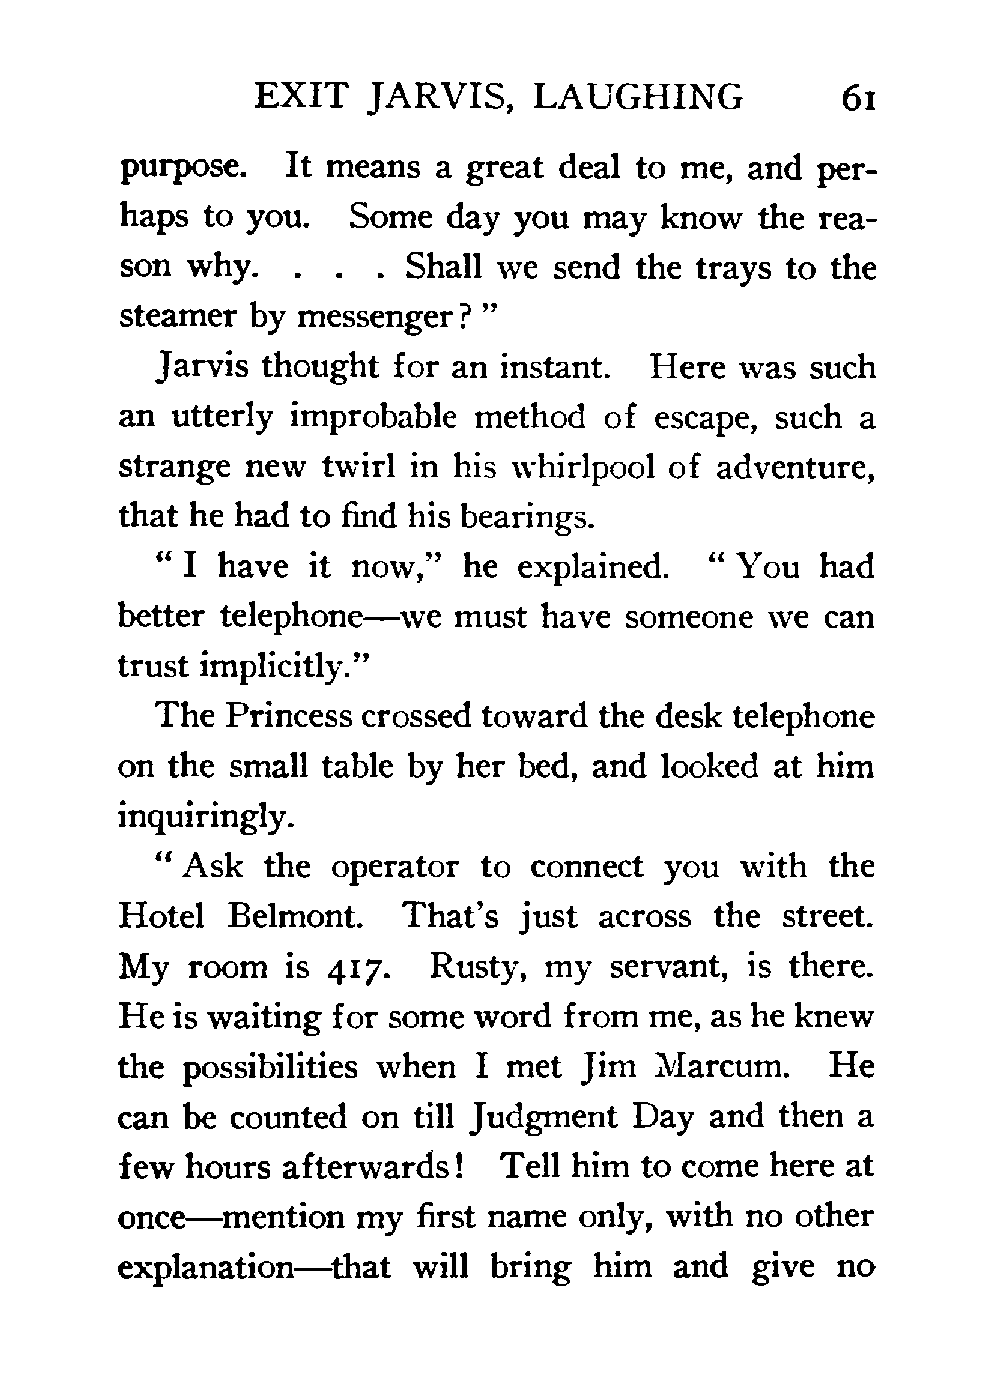 EXIT JARVIS, LAUGHING 61
purpose. It means a great deal to me, and per-
haps to you. Some day you may know the rea-
son why. . . . Shall we send the trays to the
steamer by messenger? ”
Jarvis thought for an instant. Here was such
an utterly improbable method of escape, such a
strange new twirl in his whirlpool of adventure,
that he had to find his bearings.
“ I have it now,” he explained. “ You had
better telephone—we must have someone we can
trust implicitly.”
The Princess crossed toward the desk telephone
on the small table by her bed, and looked at him
inquiringly.
“ Ask the operator to connect you with the
Hotel Belmont. That’s just across the street.
My room is 417. Rusty, my servant, is there.
He is waiting for some word from me, as he knew
the possibilities when I met Jim Marcum. He
can be counted on till Judgment Day and then a
few hours afterwards! Tell him to come here at
once—mention my first name only, with no other
explanation—that will bring him and give no